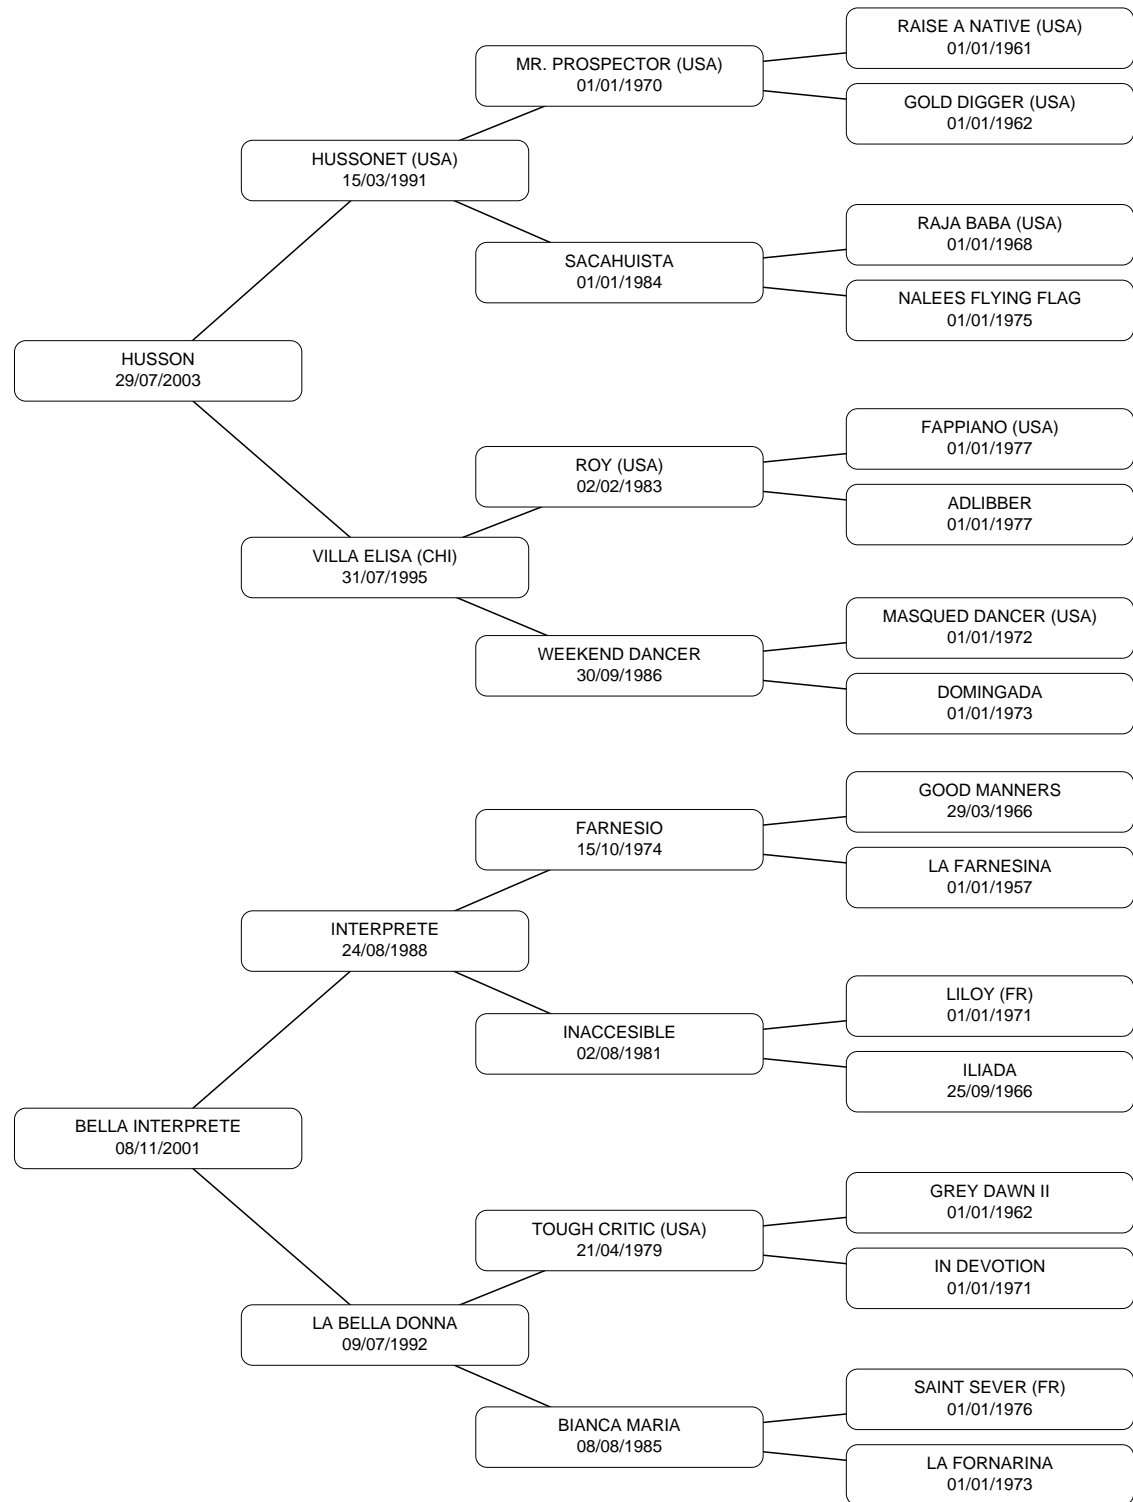 RAISE A NATIVE (USA)
01/01/1961
MR. PROSPECTOR (USA)
01/01/1970
GOLD DIGGER (USA)
01/01/1962
HUSSONET (USA)
15/03/1991
RAJA BABA (USA)
01/01/1968
SACAHUISTA
01/01/1984
NALEES FLYING FLAG
01/01/1975
HUSSON
29/07/2003
FAPPIANO (USA)
01/01/1977
ROY (USA)
02/02/1983
ADLIBBER
01/01/1977
VILLA ELISA (CHI)
31/07/1995
MASQUED DANCER (USA)
01/01/1972
WEEKEND DANCER
30/09/1986
DOMINGADA
01/01/1973
GOOD MANNERS
29/03/1966
FARNESIO
15/10/1974
LA FARNESINA
01/01/1957
INTERPRETE
24/08/1988
LILOY (FR)
01/01/1971
INACCESIBLE
02/08/1981
ILIADA
25/09/1966
BELLA INTERPRETE
08/11/2001
GREY DAWN II
01/01/1962
TOUGH CRITIC (USA)
21/04/1979
IN DEVOTION
01/01/1971
LA BELLA DONNA
09/07/1992
SAINT SEVER (FR)
01/01/1976
BIANCA MARIA
08/08/1985
LA FORNARINA
01/01/1973